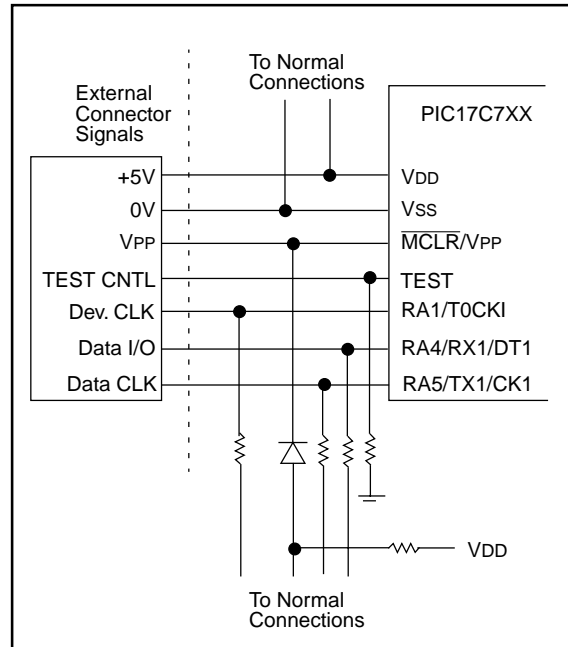 To Normal
Connections
External
Connector
Signals
PIC17C7XX
+5V
0V
VPP
TEST CNTL
Dev. CLK
Data I/O
Data CLK
VDD
VSS
MCLR/VPP
TEST
RA1/T0CKI
RA4/RX1/DT1
RA5/TX1/CK1
VDD
To Normal
Connections